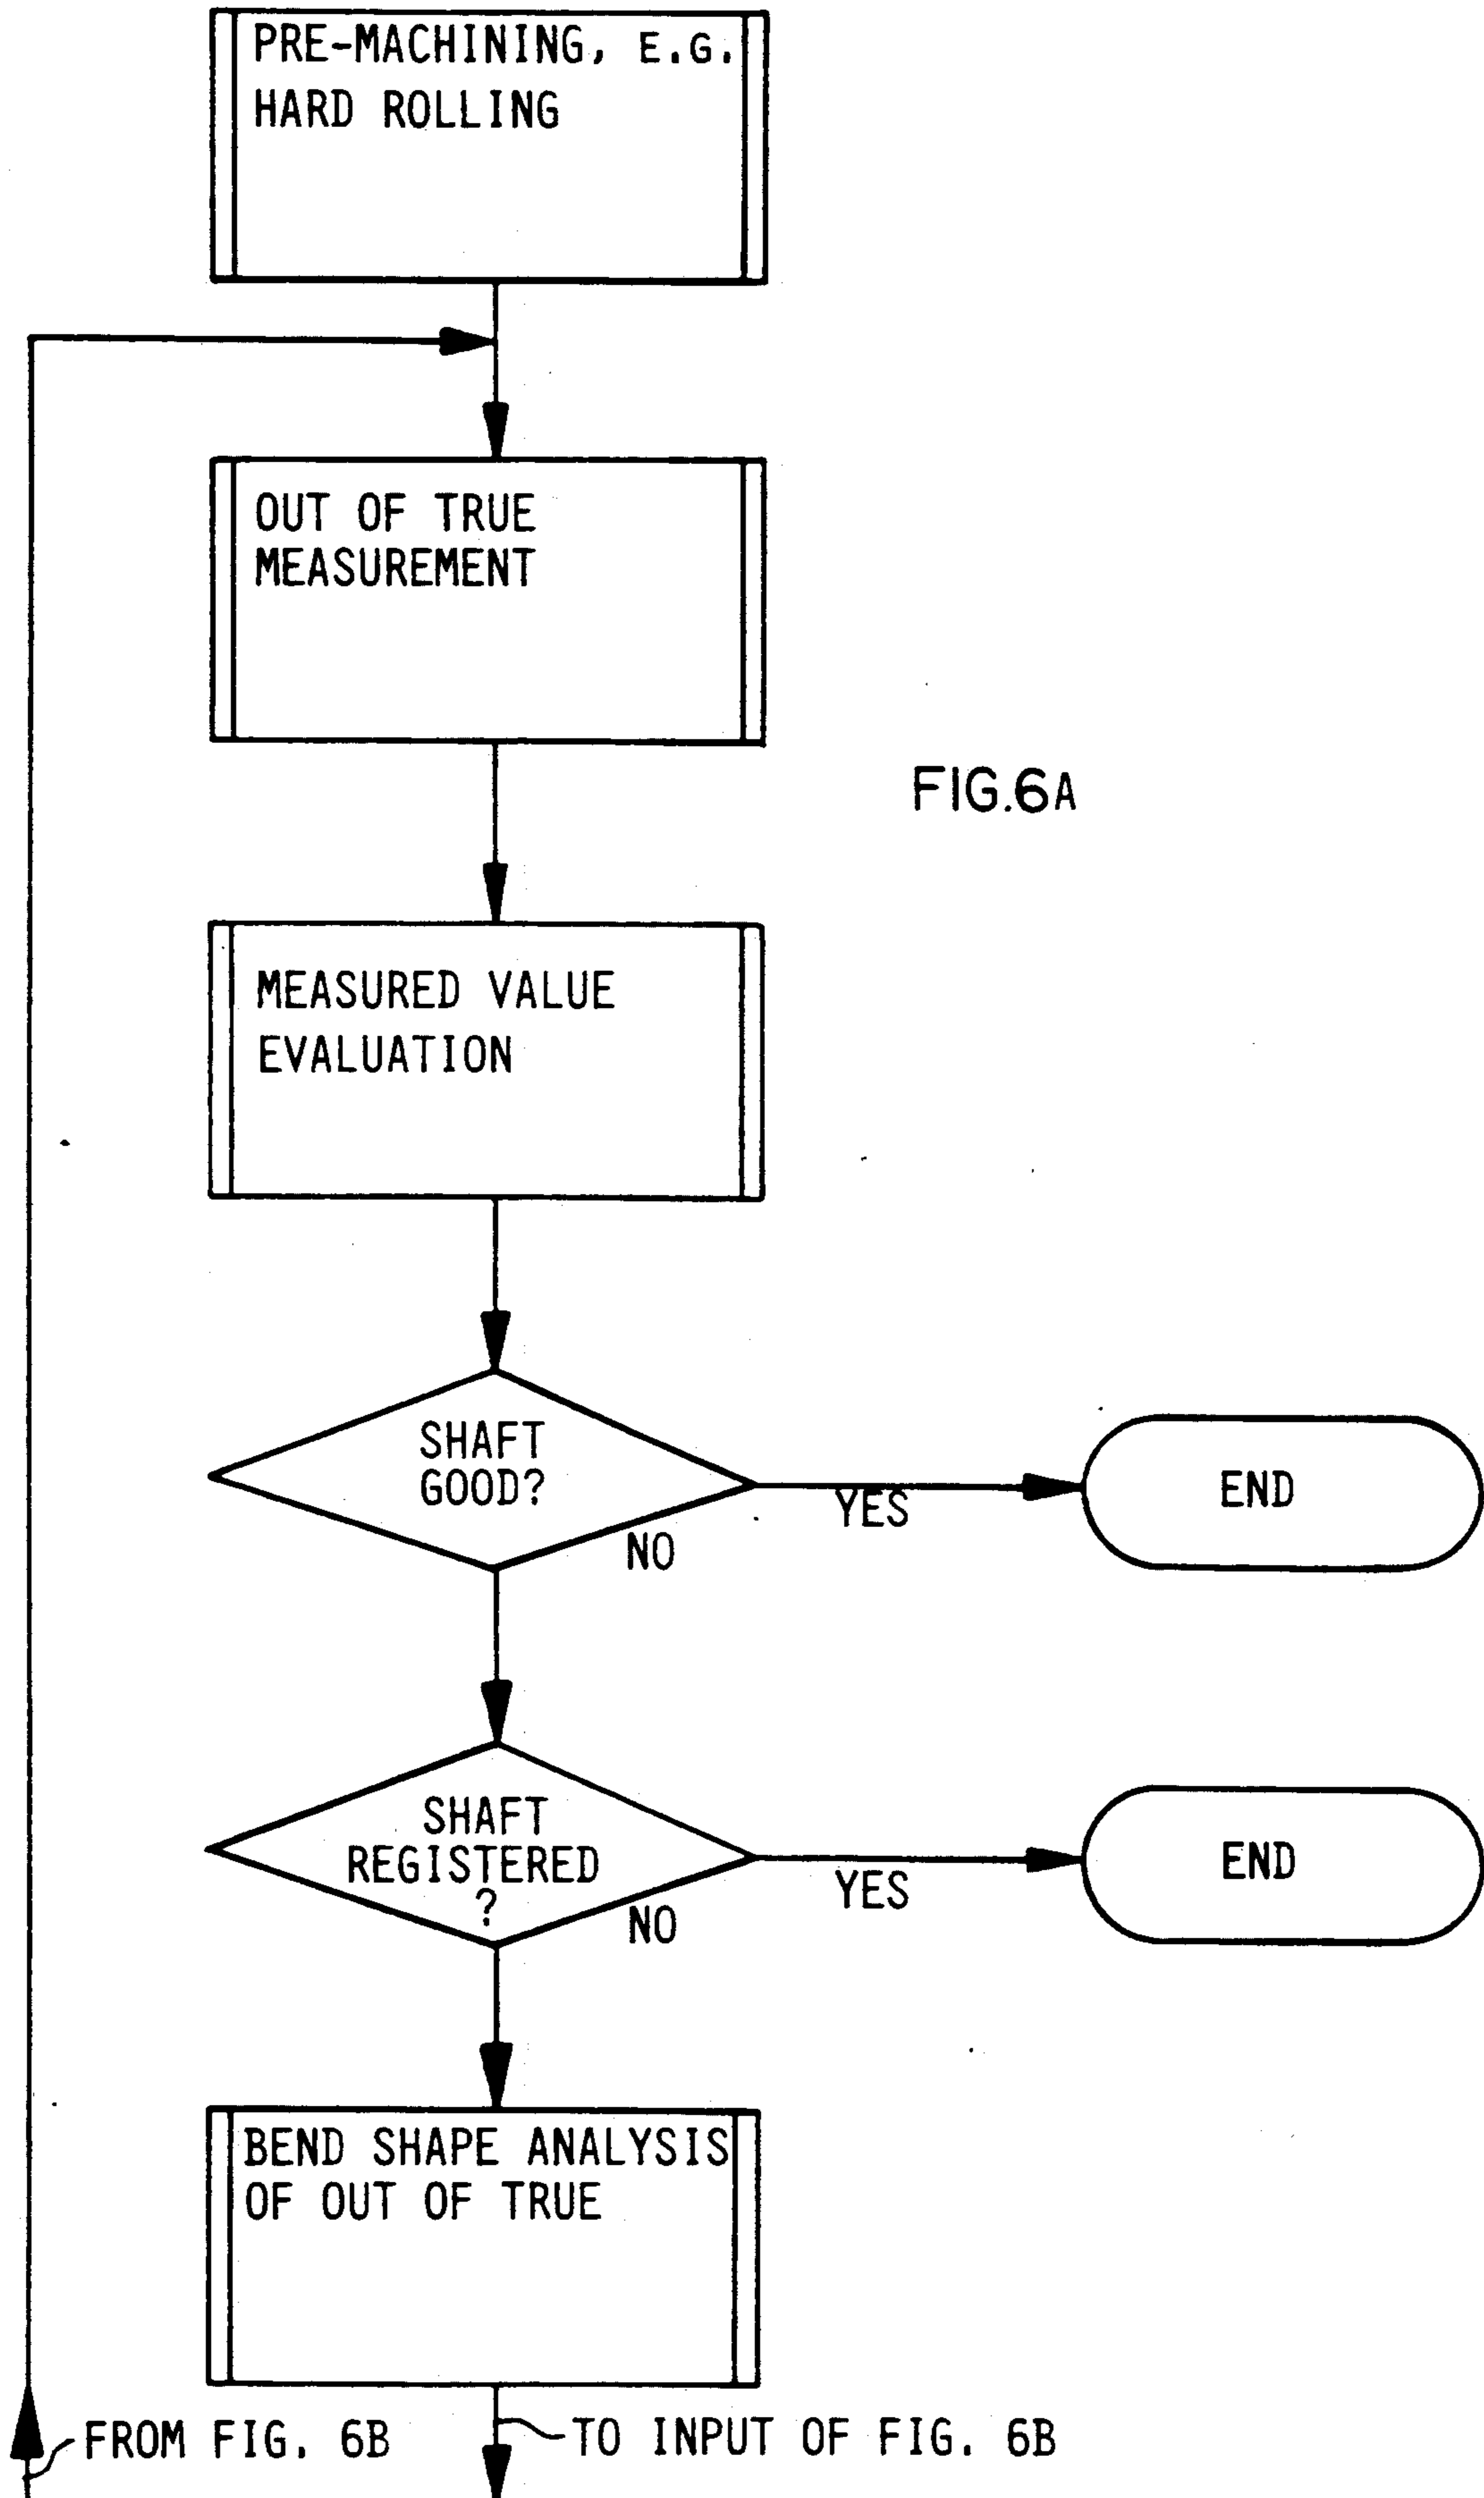 PRE-MACHINING, E.G.
HARD ROLLING
OUT OF TRUE
MEASUREMENT
FIG.6A
MEASURED VALUE
EVALUATION
SHAFT
GOOD?
YES
END
NO
SHAFT
REGISTERED
?
YES
END
NO
BEND SHAPE ANALYSIS
OF OUT OF TRUE
FROM FIG. 6B
TO INPUT OF FIG. 6B